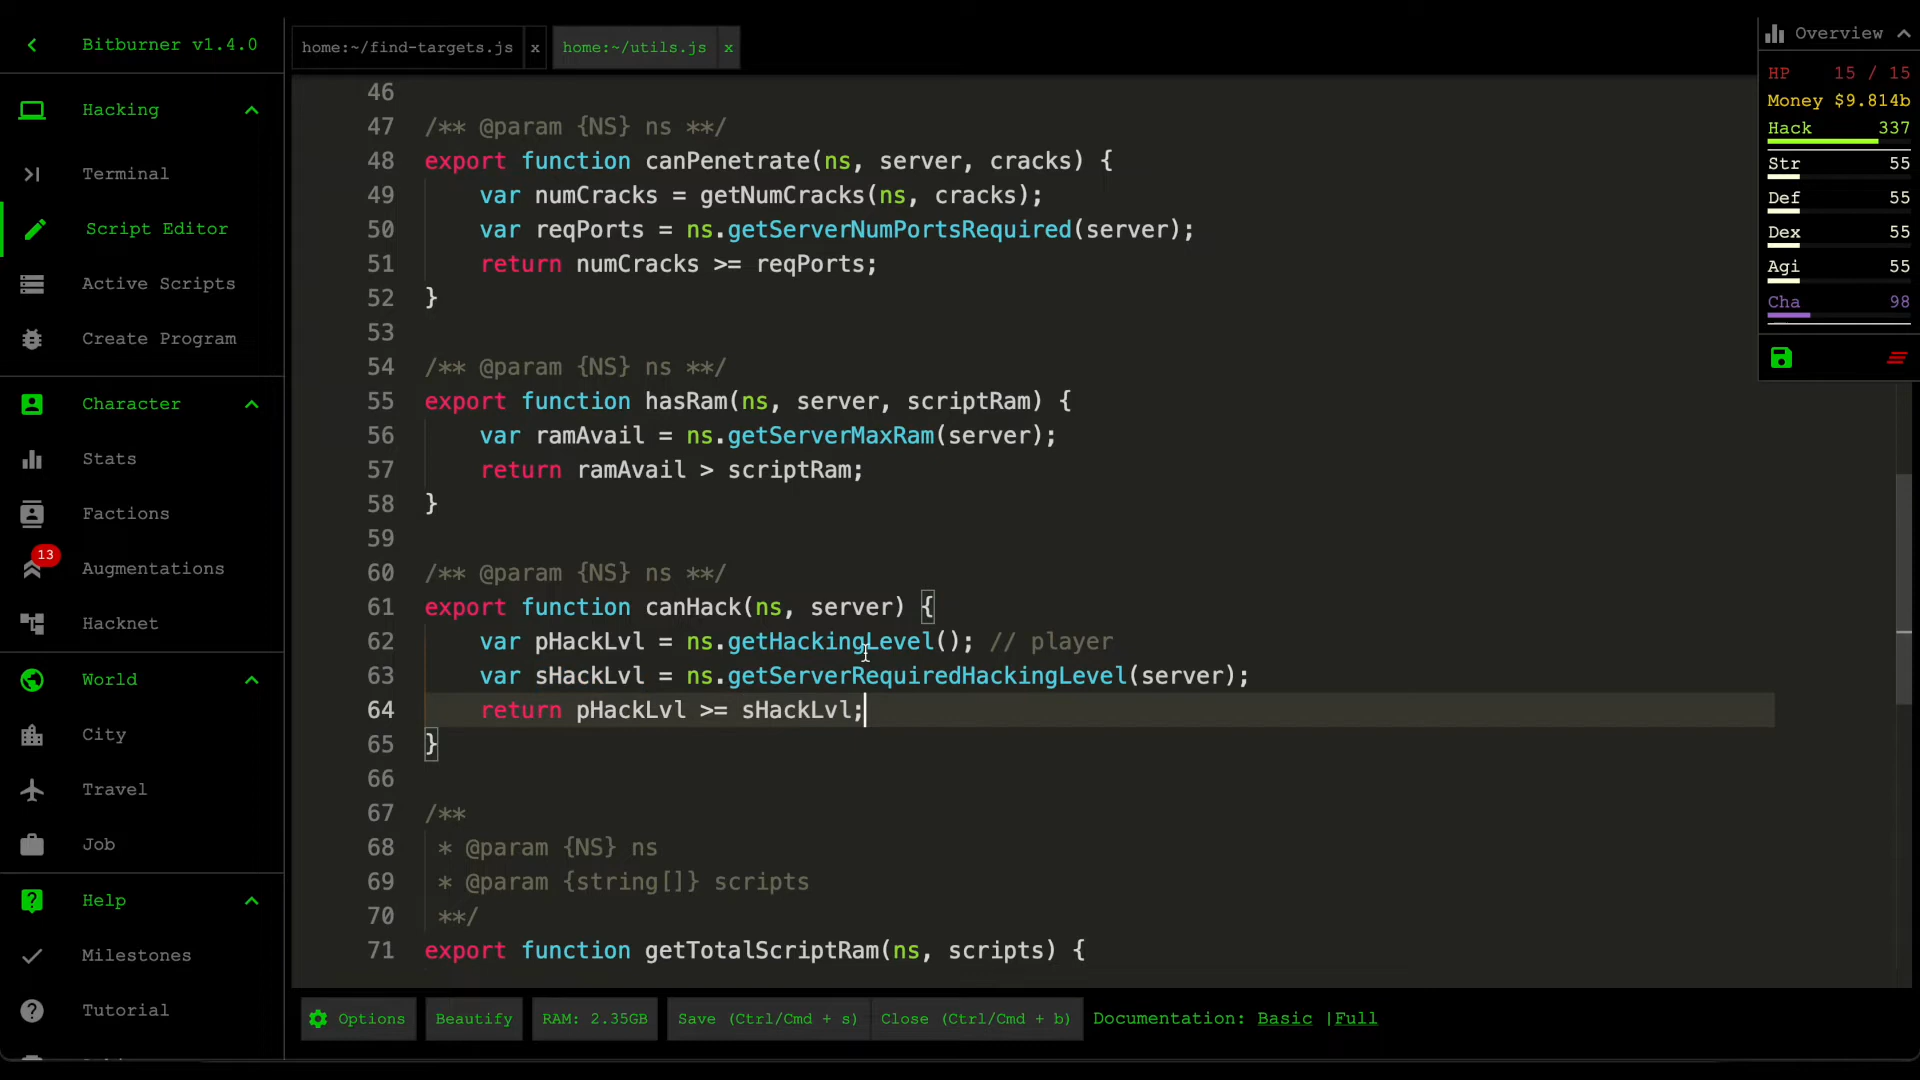 Bitburner v1.4.0
Hacking
Terminal
Script Editor
Active Scripts
Create Program
Character
Stats
Factions
13
Augmentations
Hacknet
World
City
Travel
Job
Help
Milestones
Tutorial
home:~/find-targets.js x
home:~/utils.js x
46
47 /** @param {NS} ns **/
48 export function canPenetrate(ns, server, cracks) {
49 var numCracks = getNumCracks(ns, cracks);
50 var reqPorts = ns.getServerNumPortsRequired(server);
51 return numCracks >= reqPorts;
52 }
53
54 /** @param {NS} ns **/
55 export function hasRam(ns, server, scriptRam) {
56 var ramAvail = ns.getServerMaxRam(server);
57 return ramAvail > scriptRam;
58 }
59
60 /** @param {NS} ns **/
61 export function canHack(ns, server) {
62 var pHackLvl = ns.getHackingLevel(); // player
63 var sHackLvl = ns.getServerRequiredHackingLevel(server);
64 return pHackLvl >= sHackLvl;
65 }
66
67 /**
68 * @param {NS} ns
69 * @param {string[]} scripts
70 **/
71 export function getTotalScriptRam(ns, scripts) {
Options
Beautify
RAM: 2.35GB
Save (Ctrl/Cmd + s)
Close (Ctrl/Cmd + b)
Documentation: Basic |Full
Overview
HP 15 / 15
Money $9.814b
Hack 337
Str 55
Def 55
Dex 55
Agi 55
Cha 98